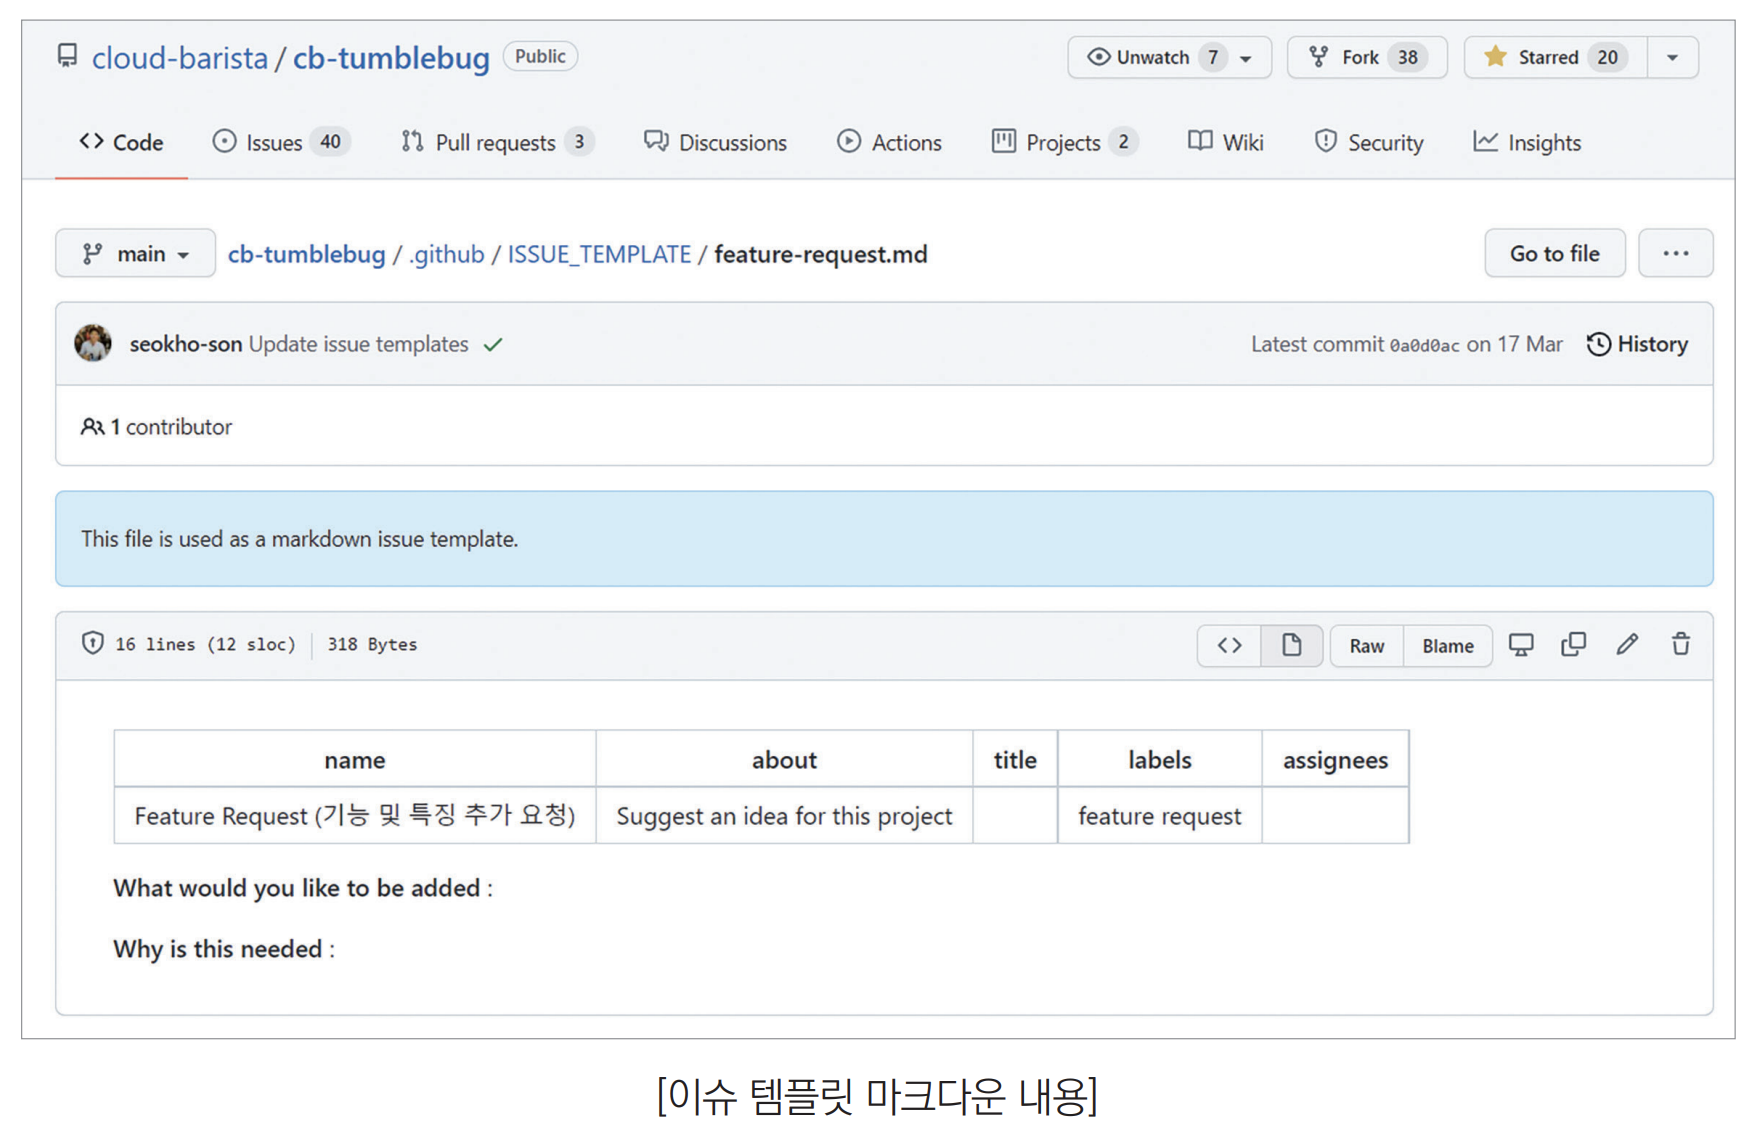 cloud-barista / cb-tumblebug Public Unwatch 7 Fork 38 Starred 20
Code Issues 40 Pull requests 3 Discussions Actions Projects 2 Wiki Security Insights
main cb-tumblebug / .github / ISSUE_TEMPLATE / feature-request.md Go to file ...
seokho-son Update issue templates Latest commit 0a0d0ac on 17 Mar History
1 contributor
This file is used as a markdown issue template.
16 lines (12 sloc) 318 Bytes <> Raw Blame
name about title labels assignees
Feature Request (기능 및 특징 추가 요청) Suggest an idea for this project feature request
What would you like to be added :
Why is this needed :
[이슈 템플릿 마크다운 내용]